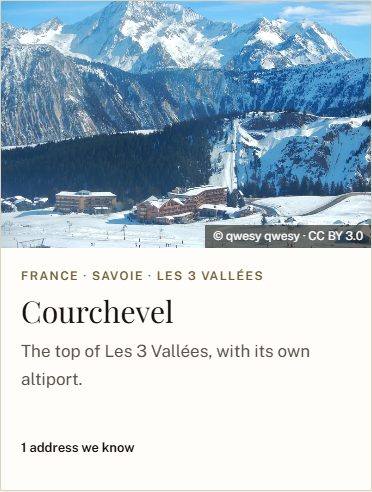 © qwesy qwesy · CC BY 3.0
FRANCE · SAVOIE · LES 3 VALLÉES
Courchevel
The top of Les 3 Vallées, with its own
altiport.
1 address we know